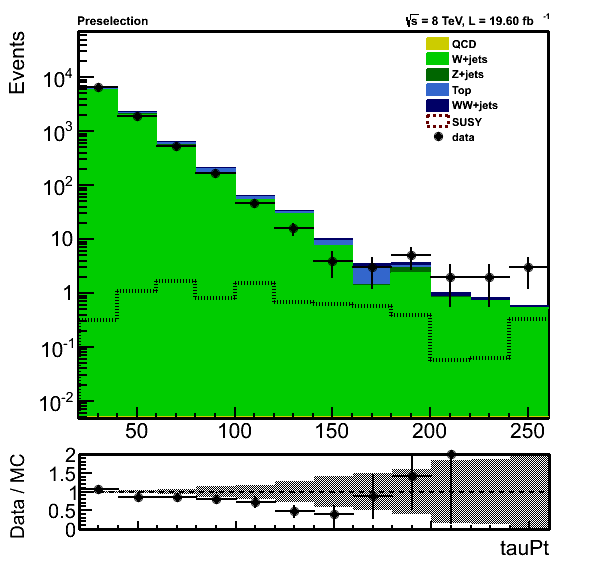 Preselection
√s = 8 TeV, L = 19.60 fb⁻¹
Events
QCD
W+jets
Z+jets
Top
WW+jets
SUSY
data
10⁴
10³
10²
10
1
10⁻¹
10⁻²
50 100 150 200 250
Data / MC
2
1.5
1
0.5
0
tauPt